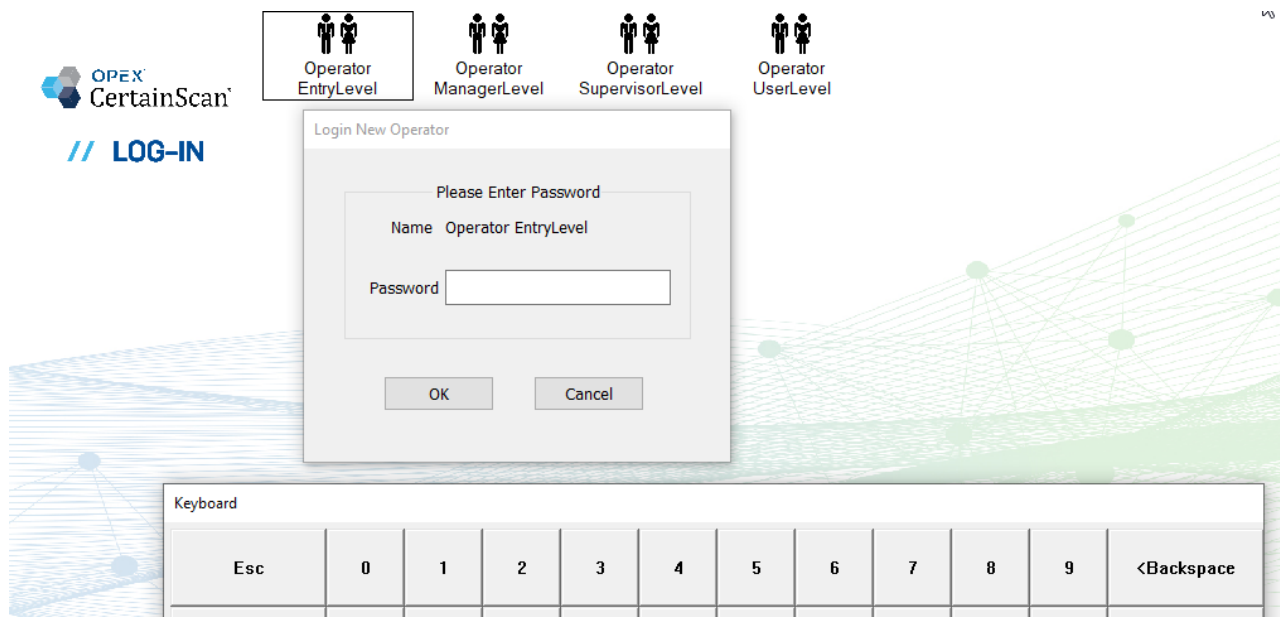 Operator
EntryLevel
Operator
ManagerLevel
Operator
SupervisorLevel
Operator
UserLevel
OPEX
CertainScan
// LOG-IN
Login New Operator
Please Enter Password
Name Operator EntryLevel
Password
OK Cancel
Keyboard
Esc 0 1 2 3 4 5 6 7 8 9 <Backspace